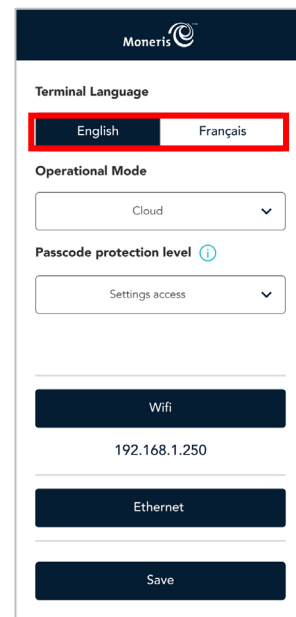 Moneris
Terminal Language
English Français
Operational Mode
Cloud
Passcode protection level i
Settings access
Wifi
192.168.1.250
Ethernet
Save